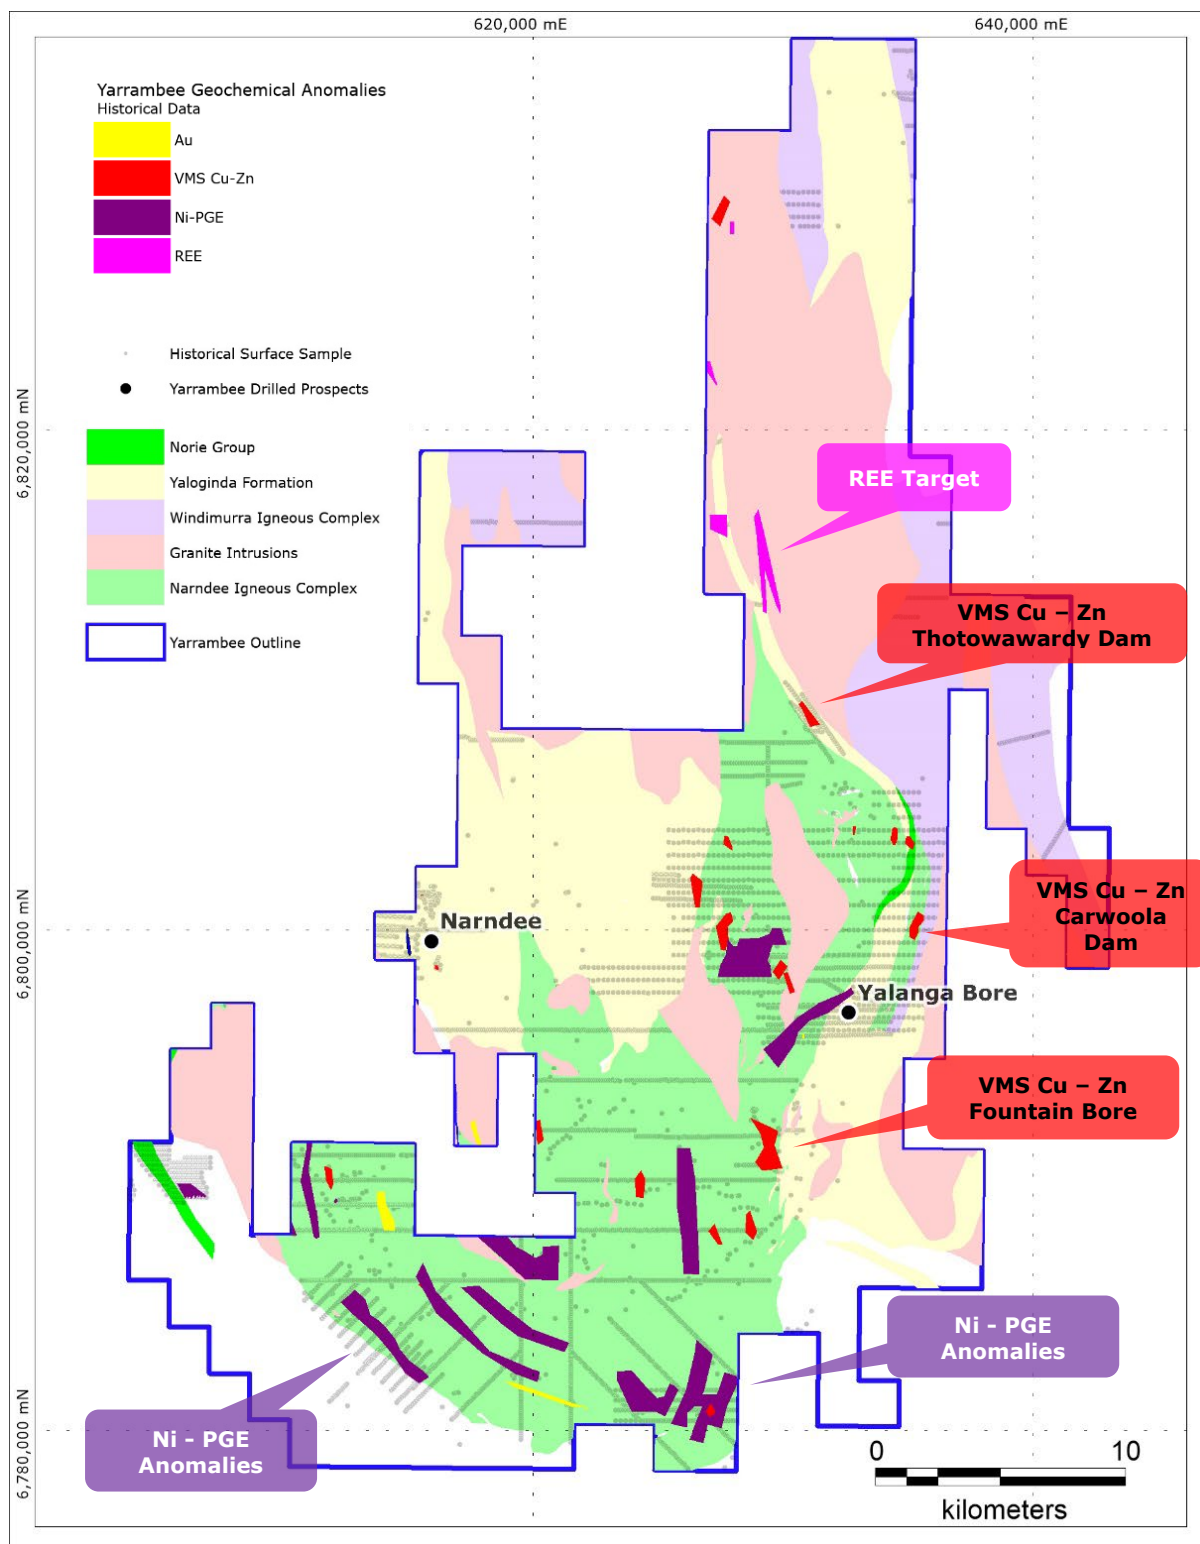 620,000 mE
640,000 mE
Yarrambee Geochemical Anomalies
Historical Data
Au
VMS Cu-Zn
Ni-PGE
REE
Historical Surface Sample
Yarrambee Drilled Prospects
6,820,000 mN
Norie Group
Yaloginda Formation
Windimurra Igneous Complex
Granite Intrusions
Narndee Igneous Complex
Yarrambee Outline
REE Target
VMS Cu – Zn
Thotowawardy Dam
VMS Cu – Zn
Carwoola
Dam
Narndee
6,800,000 mN
Yalanga Bore
VMS Cu – Zn
Fountain Bore
Ni - PGE
Anomalies
Ni - PGE
Anomalies
6,780,000 mN
0
10
kilometers